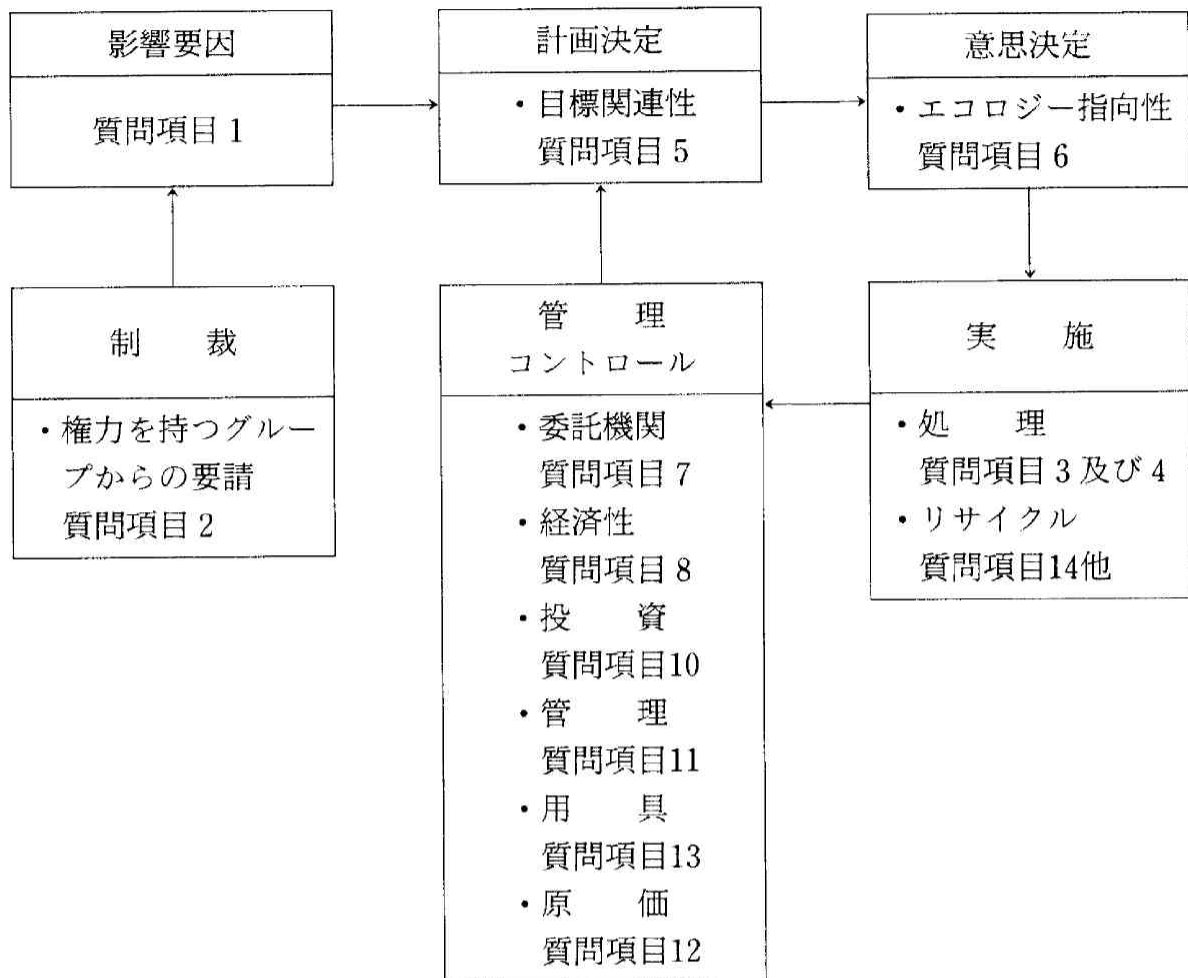 影響要因
質問項目1
計画決定
・目標関連性
質問項目5
意思決定
・エコロジー指向性
質問項目6
制　裁
・権力を持つグルー
プからの要請
質問項目2
管　理
コントロール
・委託機関
質問項目7
・経済性
質問項目8
・投　資
質問項目10
・管　理
質問項目11
・用　具
質問項目13
・原　価
質問項目12
実　施
・処　理
質問項目3及び4
・リサイクル
質問項目14他